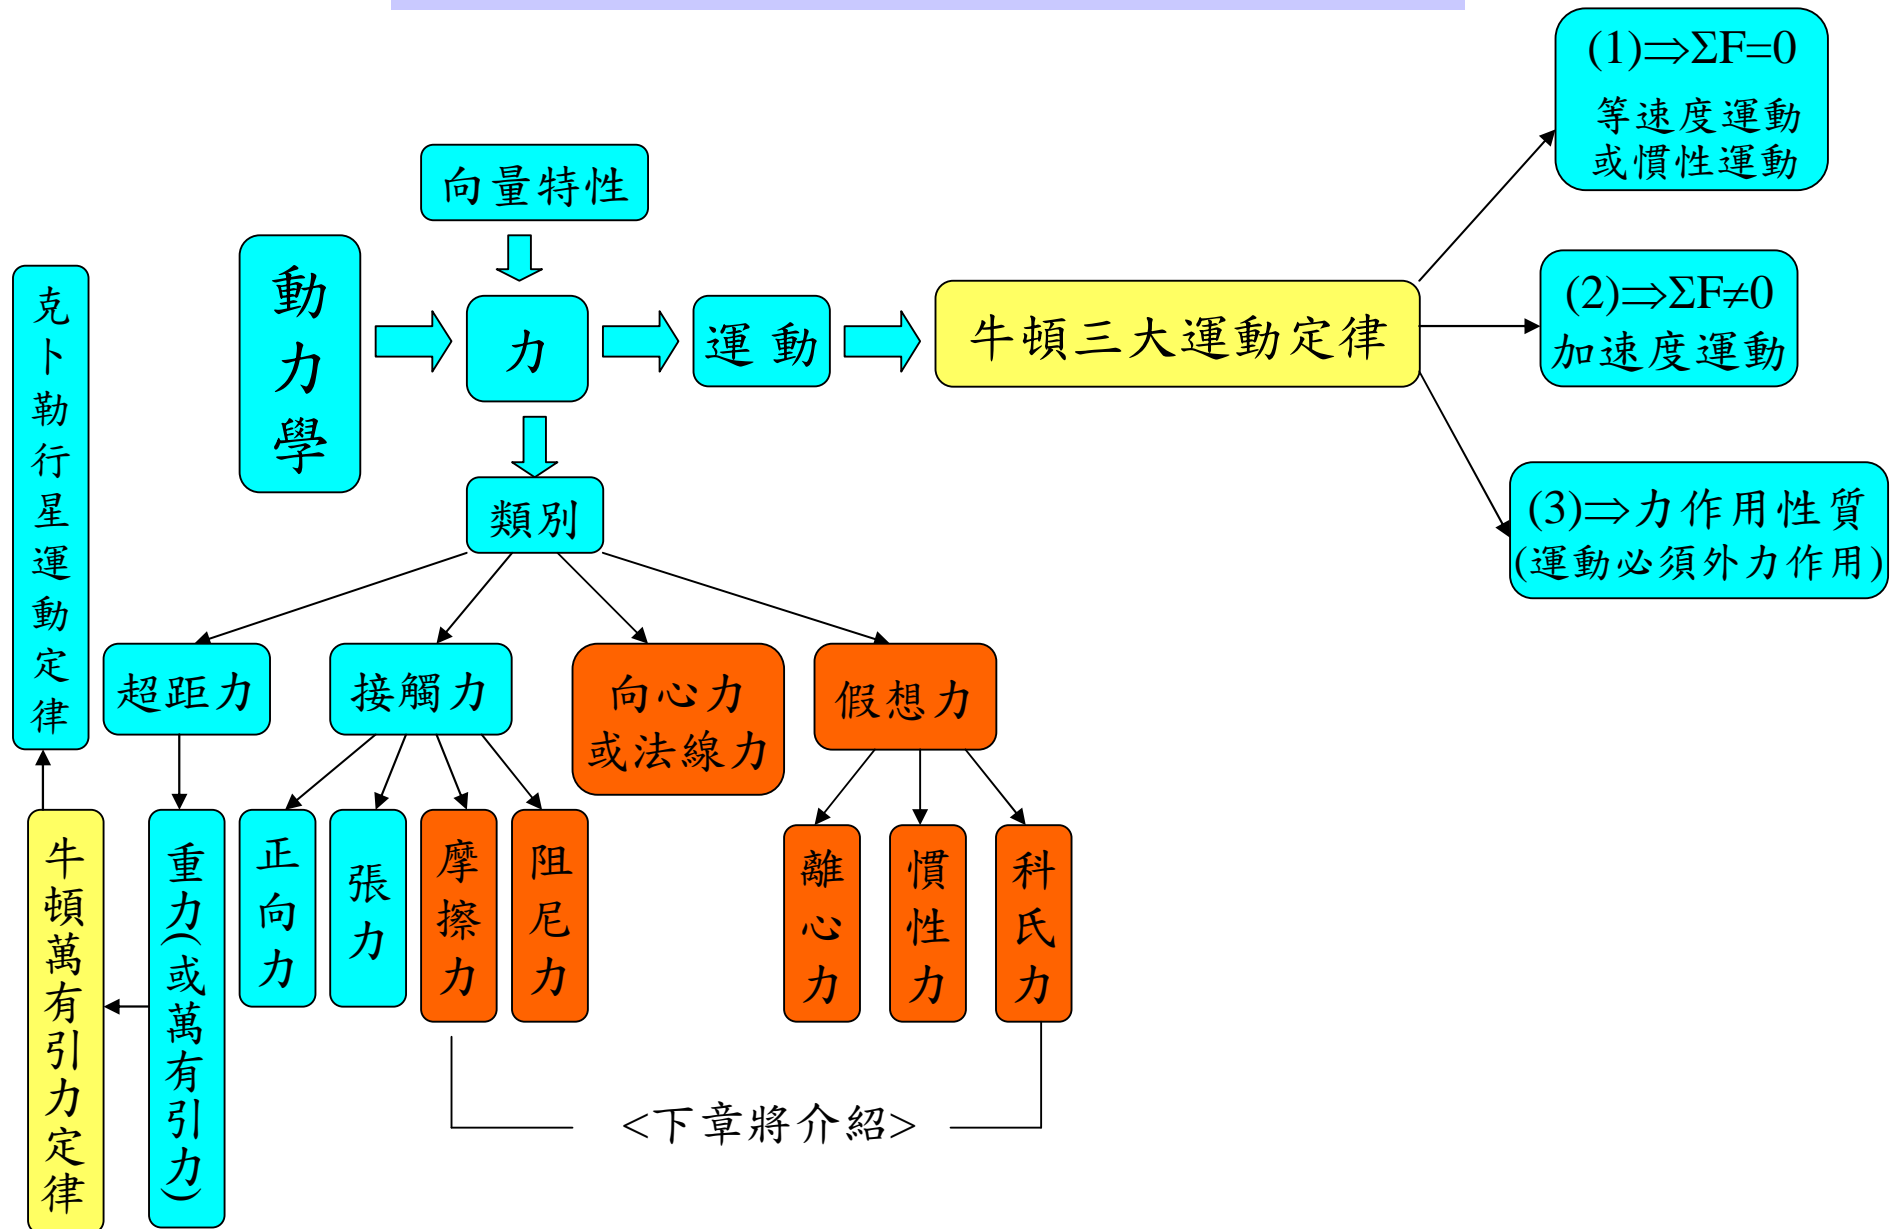 (1)⇒ΣF=0
等速度運動
或慣性運動
向量特性
動力學
力
運 動
牛頓三大運動定律
(2)⇒ΣF≠0
加速度運動
(3)⇒力作用性質
(運動必須外力作用)
克卜勒行星運動定律
類別
超距力
接觸力
向心力
或法線力
假想力
牛頓萬有引力定律
重力(或萬有引力)
正向力
張力
摩擦力
阻尼力
離心力
慣性力
科氏力
<下章將介紹>